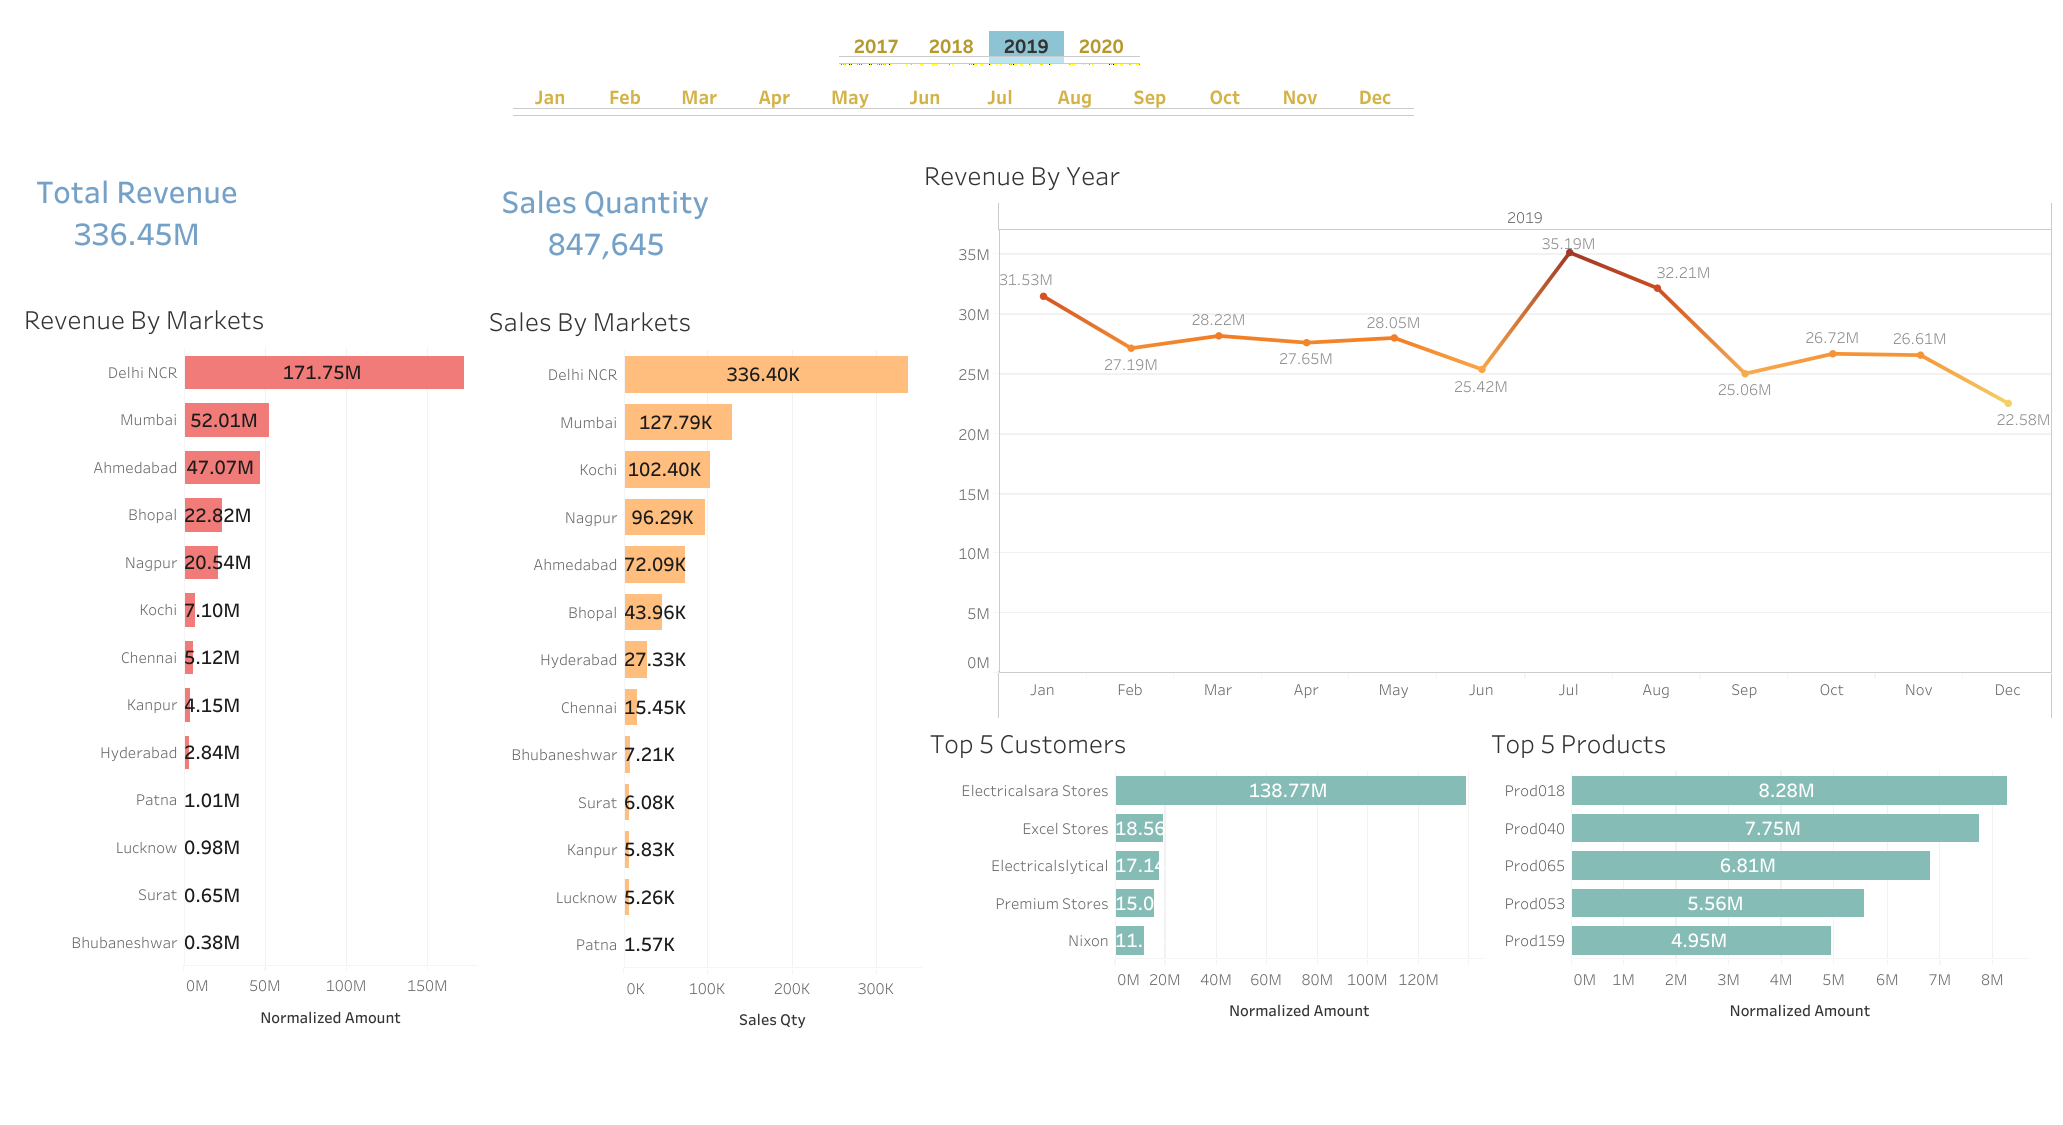 2017 2018 2019 2020
Jan Feb Mar Apr May Jun Jul Aug Sep Oct Nov Dec
Total Revenue
336.45M
Sales Quantity
847,645
Revenue By Markets
Delhi NCR 171.75M
Mumbai 52.01M
Ahmedabad 47.07M
Bhopal 22.82M
Nagpur 20.54M
Kochi 7.10M
Chennai 5.12M
Kanpur 4.15M
Hyderabad 2.84M
Patna 1.01M
Lucknow 0.98M
Surat 0.65M
Bhubaneshwar 0.38M
0M 50M 100M 150M
Normalized Amount
Sales By Markets
Delhi NCR 336.40K
Mumbai 127.79K
Kochi 102.40K
Nagpur 96.29K
Ahmedabad 72.09K
Bhopal 43.96K
Hyderabad 27.33K
Chennai 15.45K
Bhubaneshwar 7.21K
Surat 6.08K
Kanpur 5.83K
Lucknow 5.26K
Patna 1.57K
0K 100K 200K 300K
Sales Qty
Revenue By Year
2019
35M
30M
25M
20M
15M
10M
5M
0M
31.53M 27.19M 28.22M 27.65M 28.05M 25.42M 35.19M 32.21M 25.06M 26.72M 26.61M 22.58M
Jan Feb Mar Apr May Jun Jul Aug Sep Oct Nov Dec
Top 5 Customers
Electricalsara Stores 138.77M
Excel Stores 18.56
Electricalslytical 17.14
Premium Stores 15.0
Nixon 11.
0M 20M 40M 60M 80M 100M 120M
Normalized Amount
Top 5 Products
Prod018 8.28M
Prod040 7.75M
Prod065 6.81M
Prod053 5.56M
Prod159 4.95M
0M 1M 2M 3M 4M 5M 6M 7M 8M
Normalized Amount